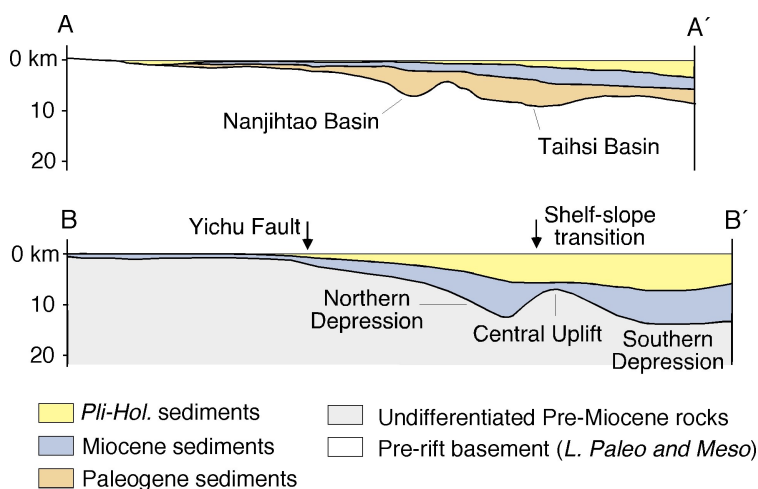 A
A´
0 km
10
20
Nanjihtao Basin
Taihsi Basin
B
B´
Yichu Fault
Shelf-slope
transition
0 km
10
20
Northern
Depression
Central Uplift
Southern
Depression
Pli-Hol. sediments
Miocene sediments
Paleogene sediments
Undifferentiated Pre-Miocene rocks
Pre-rift basement (L. Paleo and Meso)